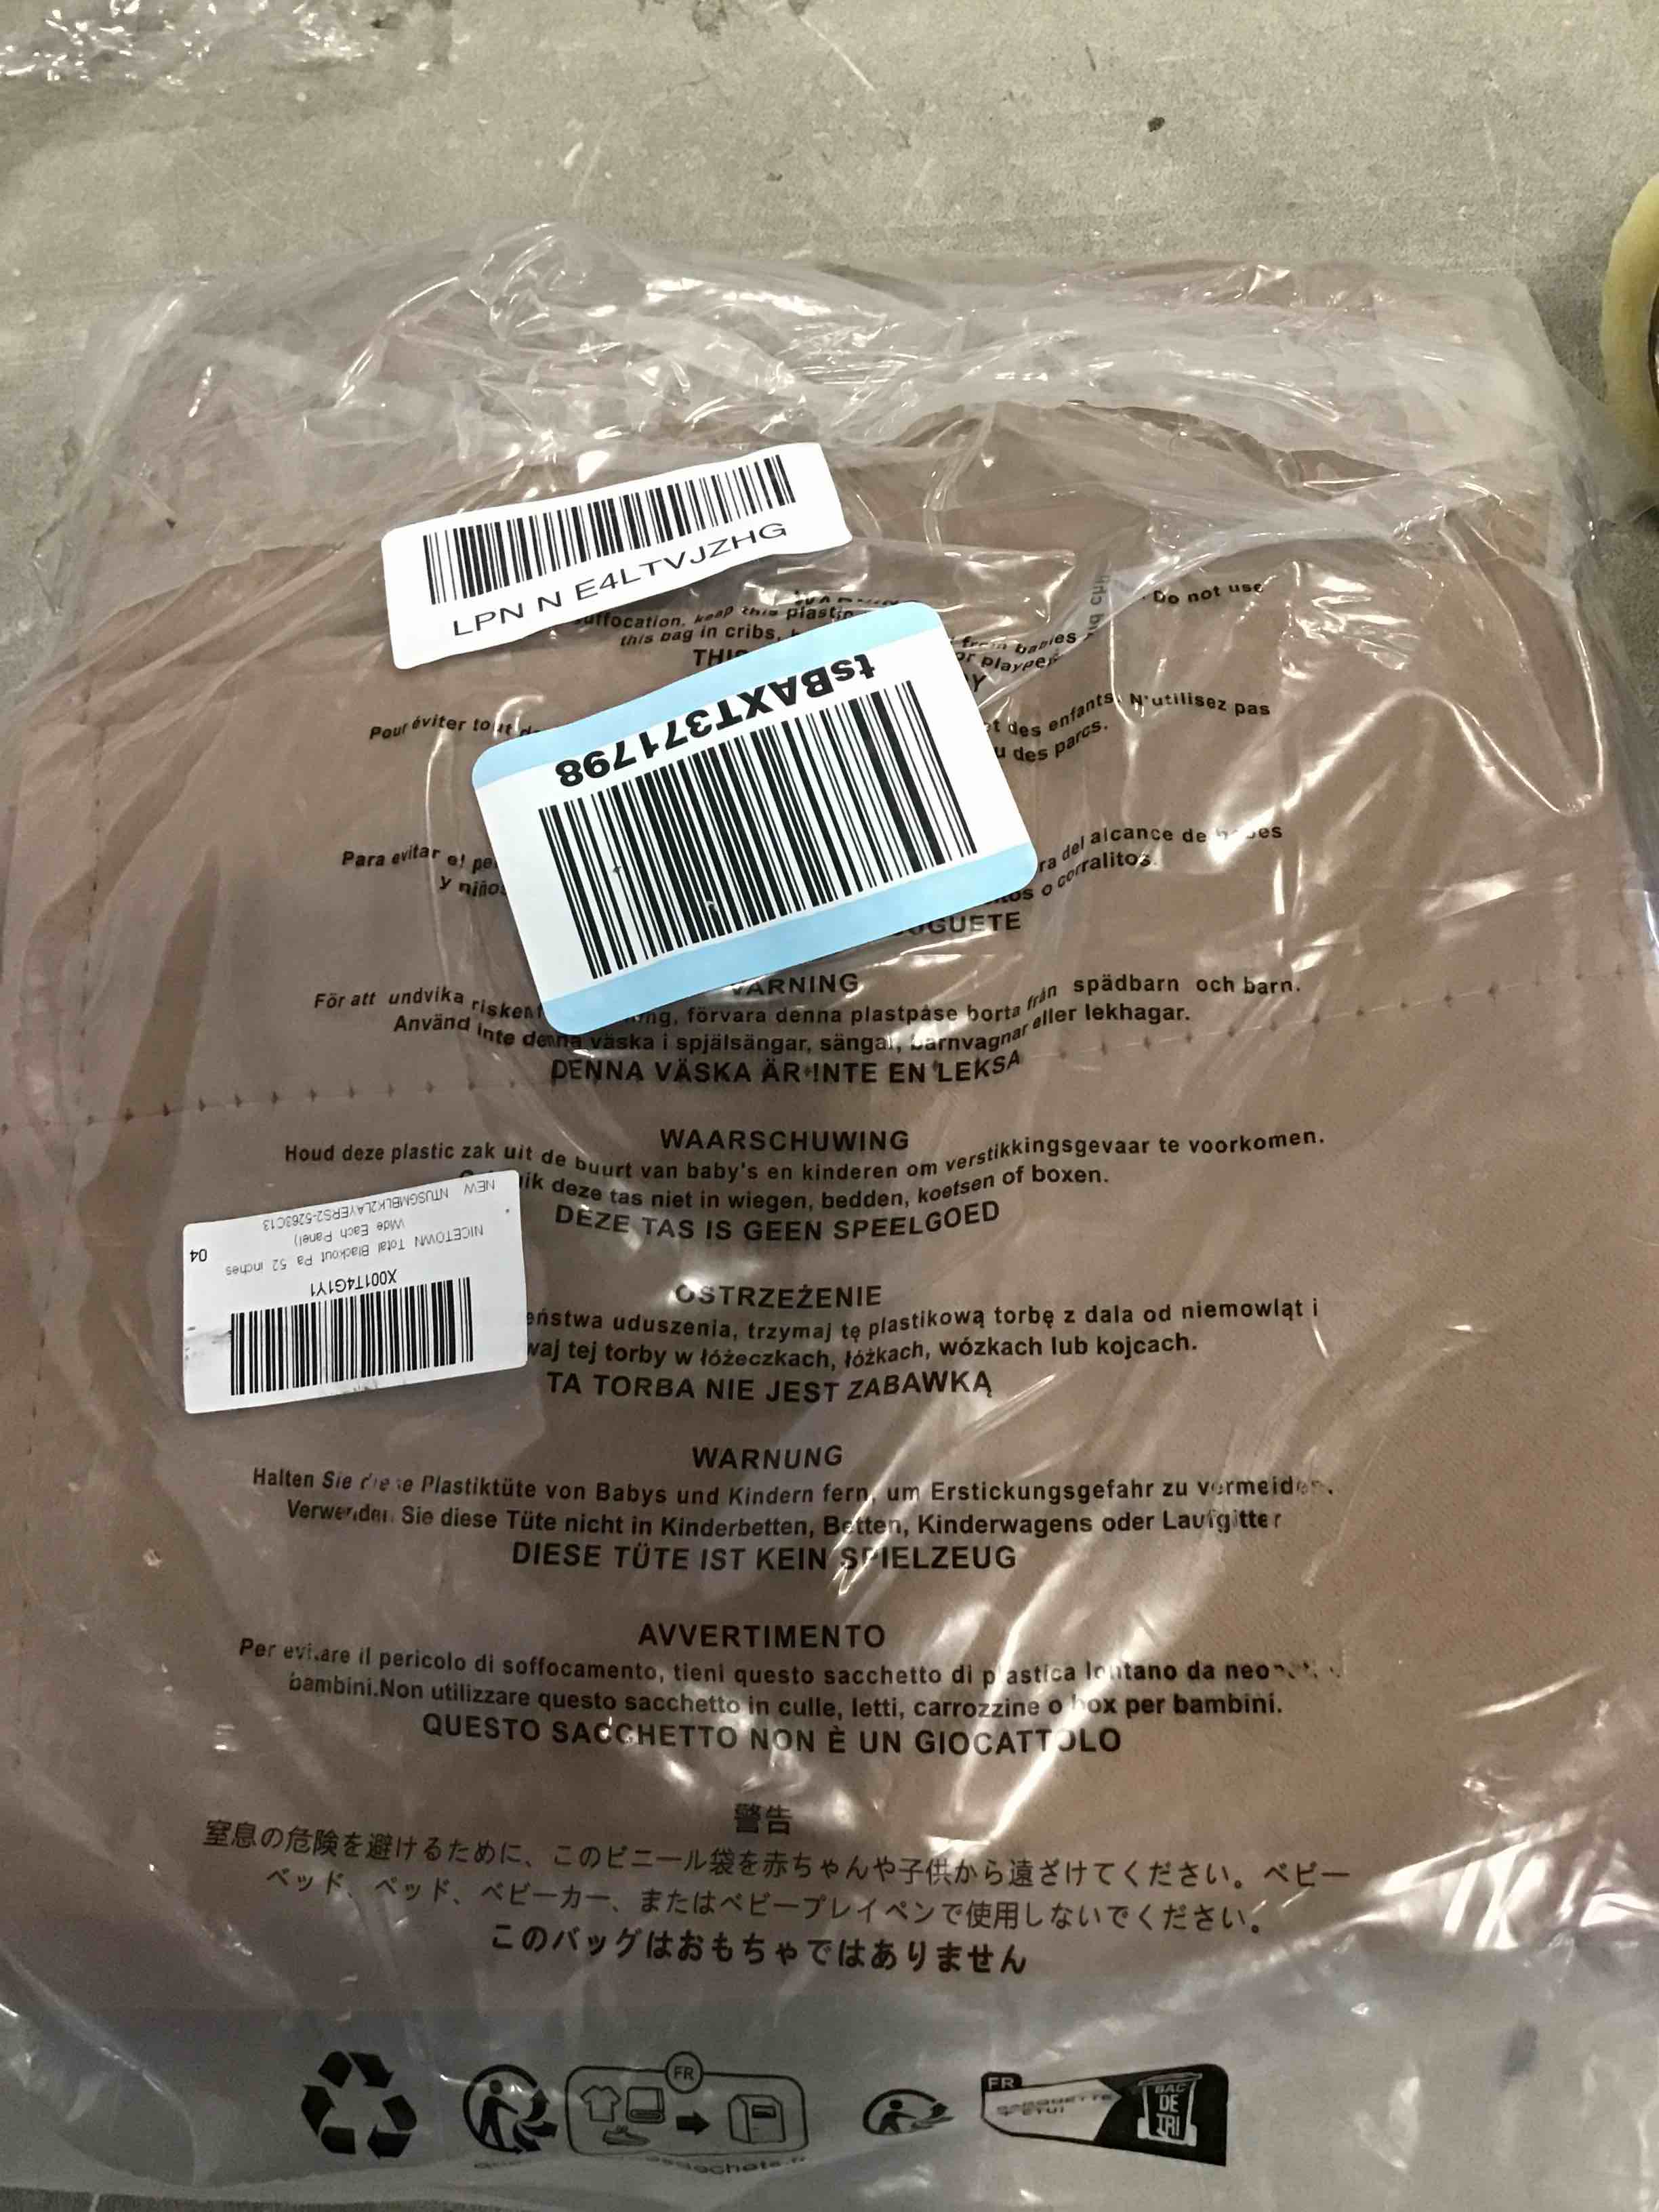 LPN N E4LTVJZHG
tsBAXT371798
suffocation, keep this plastic
Do not use
from babies
this bag in cribs,
or playpens
Pour éviter tout
et des enfants. N'utilisez pas
des parcs.
Para evitar el
del alcance de
y niños
o corralitos.
För att undvika risken
förvara denna plastpåse borta från spädbarn och barn.
Använd inte denna väska i spjälsängar, sängar, barnvagnar eller lekhagar.
DENNA VÄSKA ÄR INTE EN LEKSA
WAARSCHUWING
Houd deze plastic zak uit de buurt van baby's en kinderen om verstikkingsgevaar te voorkomen.
deze tas niet in wiegen, bedden, koetsen of boxen.
DEZE TAS IS GEEN SPEELGOED
X001T4G1Y1
NICETOWN Total Blackout Pa 52 inches
Wide Each Panel)
NEW NTUSGMBLK2LAYERS2-5263C13
04
OSTRZEŻENIE
uduszenia, trzymaj tę plastikową torbę z dala od niemowląt i
tej torby w łóżeczkach, łóżkach, wózkach lub kojcach.
TA TORBA NIE JEST ZABAWKĄ
WARNUNG
Halten Sie diese Plastiktüte von Babys und Kindern fern, um Erstickungsgefahr zu vermeiden.
Verwenden Sie diese Tüte nicht in Kinderbetten, Betten, Kinderwagens oder Laufgitter
DIESE TÜTE IST KEIN SPIELZEUG
AVVERTIMENTO
Per evitare il pericolo di soffocamento, tieni questo sacchetto di plastica lontano da
bambini.Non utilizzare questo sacchetto in culle, letti, carrozzine o box per bambini.
QUESTO SACCHETTO NON È UN GIOCATTOLO
警告
窒息の危険を避けるために、このビニール袋を赤ちゃんや子供から遠ざけてください。ベビー
ベッド、ベッド、ベビーカー、またはベビープレイペンで使用しないでください。
このバッグはおもちゃではありません
FR
FR
BAC
DE
TRI